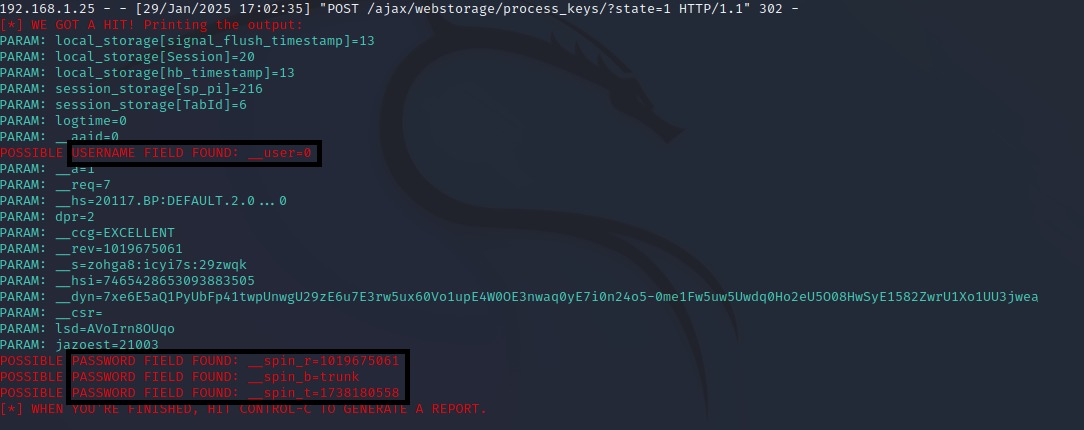 192.168.1.25 - - [29/Jan/2025 17:02:35] "POST /ajax/webstorage/process_keys/?state=1 HTTP/1.1" 302 -
[*] WE GOT A HIT! Printing the output:
PARAM: local_storage[signal_flush_timestamp]=13
PARAM: local_storage[Session]=20
PARAM: local_storage[hb_timestamp]=13
PARAM: session_storage[sp_pi]=216
PARAM: session_storage[TabId]=6
PARAM: logtime=0
PARAM: __aaid=0
POSSIBLE USERNAME FIELD FOUND: __user=0
PARAM: __a=1
PARAM: __req=7
PARAM: __hs=20117.BP:DEFAULT.2.0...0
PARAM: dpr=2
PARAM: __ccg=EXCELLENT
PARAM: __rev=1019675061
PARAM: __s=zohga8:icyi7s:29zwqk
PARAM: __hsi=7465428653093883505
PARAM: __dyn=7xe6E5aQ1PyUbFp41twpUnwgU29zE6u7E3rw5ux60Vo1upE4W0OE3nwaq0yE7i0n24o5-0me1Fw5uw5Uwdq0Ho2eU5O08HwSyE1582ZwrU1Xo1UU3jwea
PARAM: __csr=
PARAM: lsd=AVoIrn8OUqo
PARAM: jazoest=21003
POSSIBLE PASSWORD FIELD FOUND: __spin_r=1019675061
POSSIBLE PASSWORD FIELD FOUND: __spin_b=trunk
POSSIBLE PASSWORD FIELD FOUND: __spin_t=1738180558
[*] WHEN YOU'RE FINISHED, HIT CONTROL-C TO GENERATE A REPORT.